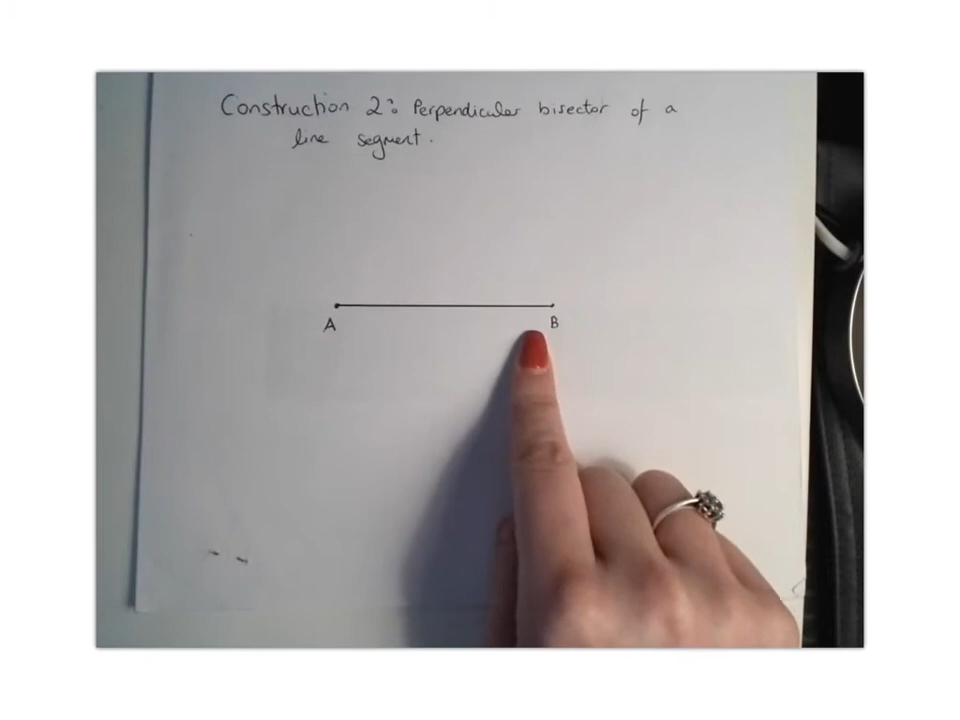 Construction 2: Perpendicular bisector of a
line segment.
A
B